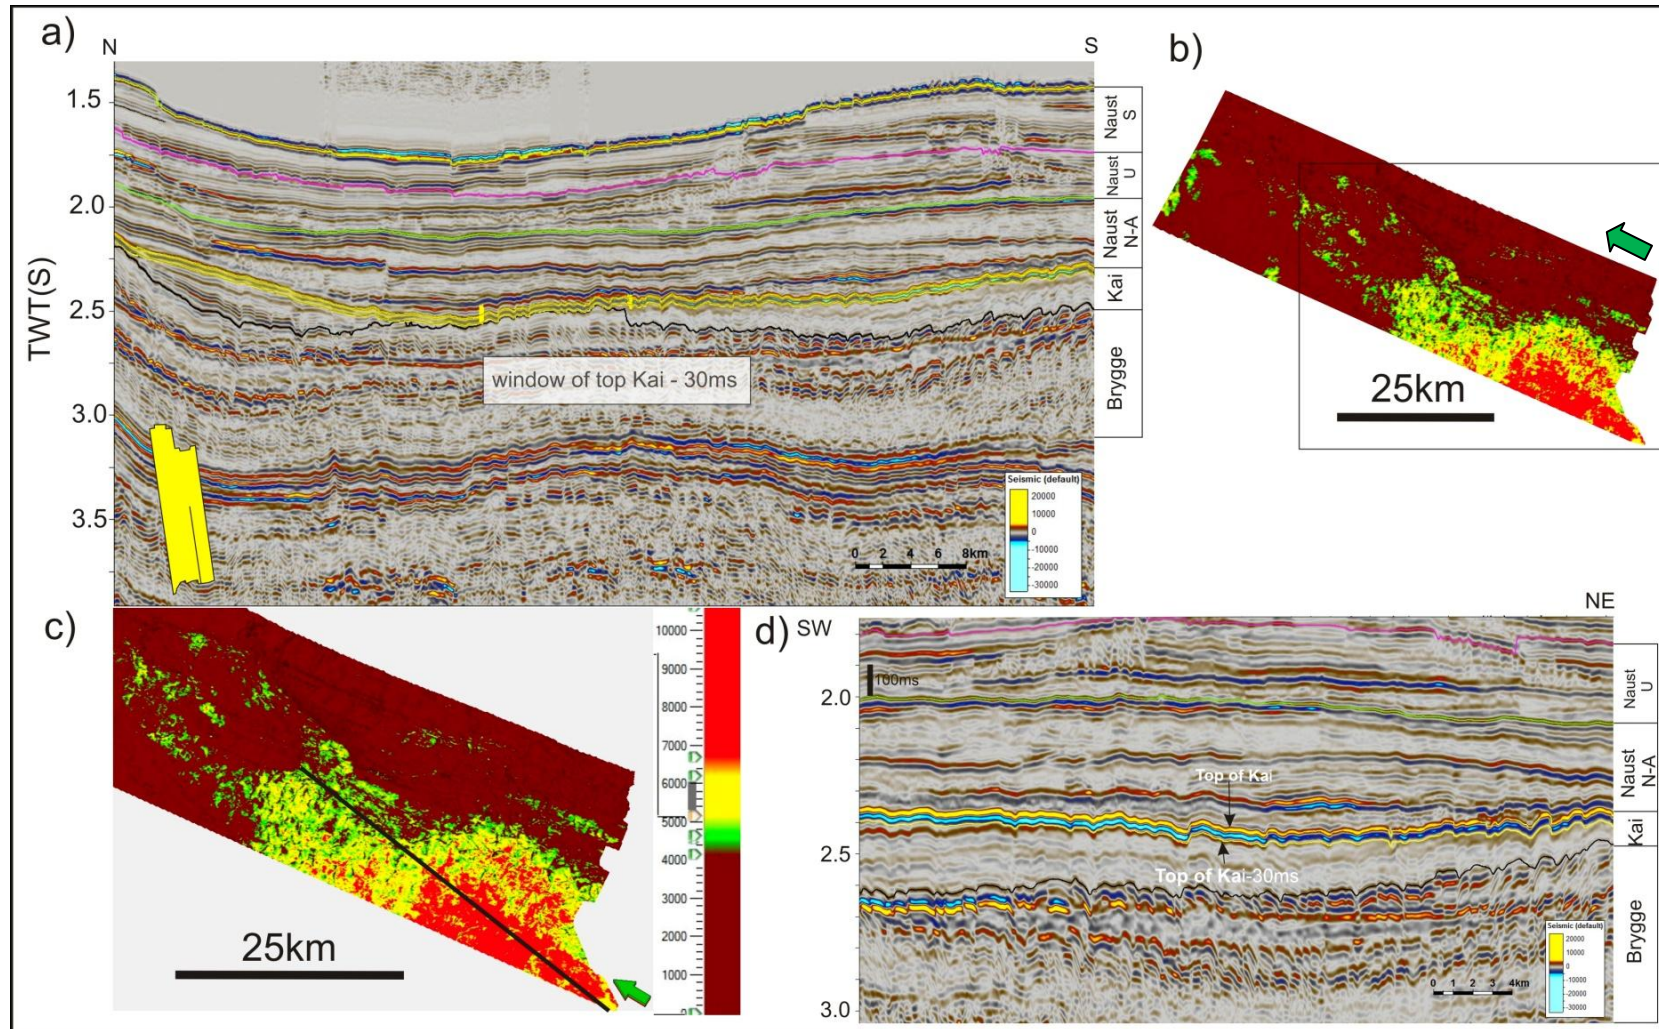 a)
N
S
1.5
2.0
2.5
3.0
3.5
TWT(S)
window of top Kai - 30ms
Naust
S
Naust
U
Naust
N-A
Kai
Brygge
Seismic (default)
20000
10000
0
-10000
-20000
-30000
0 2 4 6 8km
b)
25km
c)
25km
10000
9000
8000
7000
6000
5000
4000
3000
2000
1000
d)
SW
NE
100ms
2.0
2.5
3.0
Top of Kai
Top of Kai-30ms
Naust
U
Naust
N-A
Kai
Brygge
Seismic (default)
20000
10000
0
-10000
-20000
-30000
0 1 2 3 4km